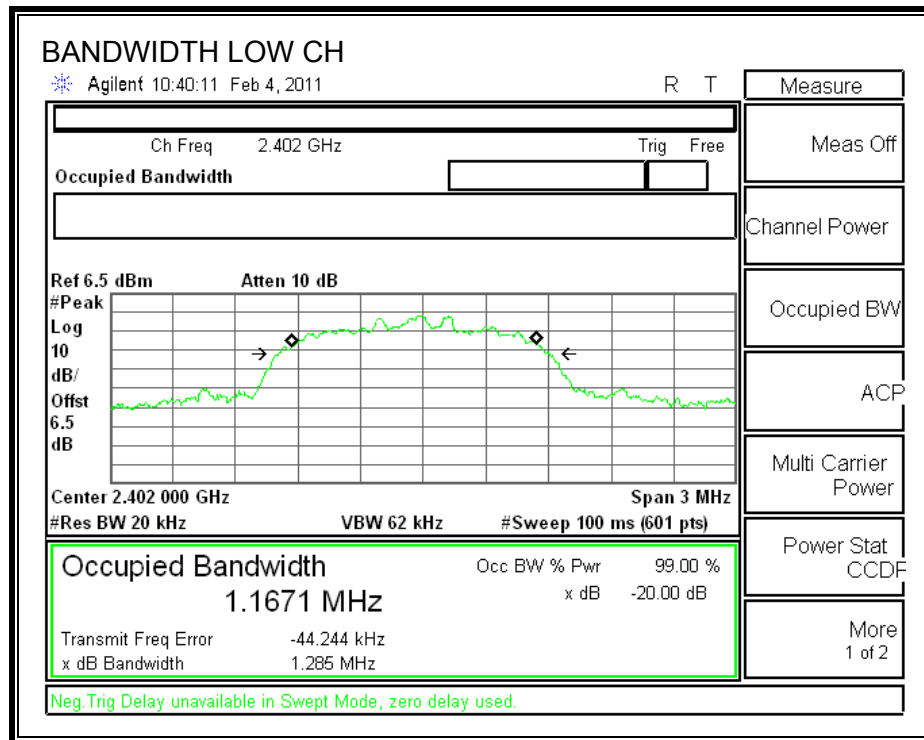 BANDWIDTH LOW CH
Agilent 10:40:11 Feb 4, 2011 R T
Measure
Ch Freq 2.402 GHz Trig Free
Meas Off
Occupied Bandwidth
Channel Power
Ref 6.5 dBm Atten 10 dB
#Peak
Log
10
dB/
Offst
6.5
dB
Occupied BW
ACP
Center 2.402 000 GHz Span 3 MHz
#Res BW 20 kHz VBW 62 kHz #Sweep 100 ms (601 pts)
Multi Carrier
Power
Occupied Bandwidth
1.1671 MHz
Occ BW % Pwr 99.00 %
x dB -20.00 dB
Transmit Freq Error -44.244 kHz
x dB Bandwidth 1.285 MHz
Power Stat
CCDF
More
1 of 2
Neg.Trig Delay unavailable in Swept Mode, zero delay used.